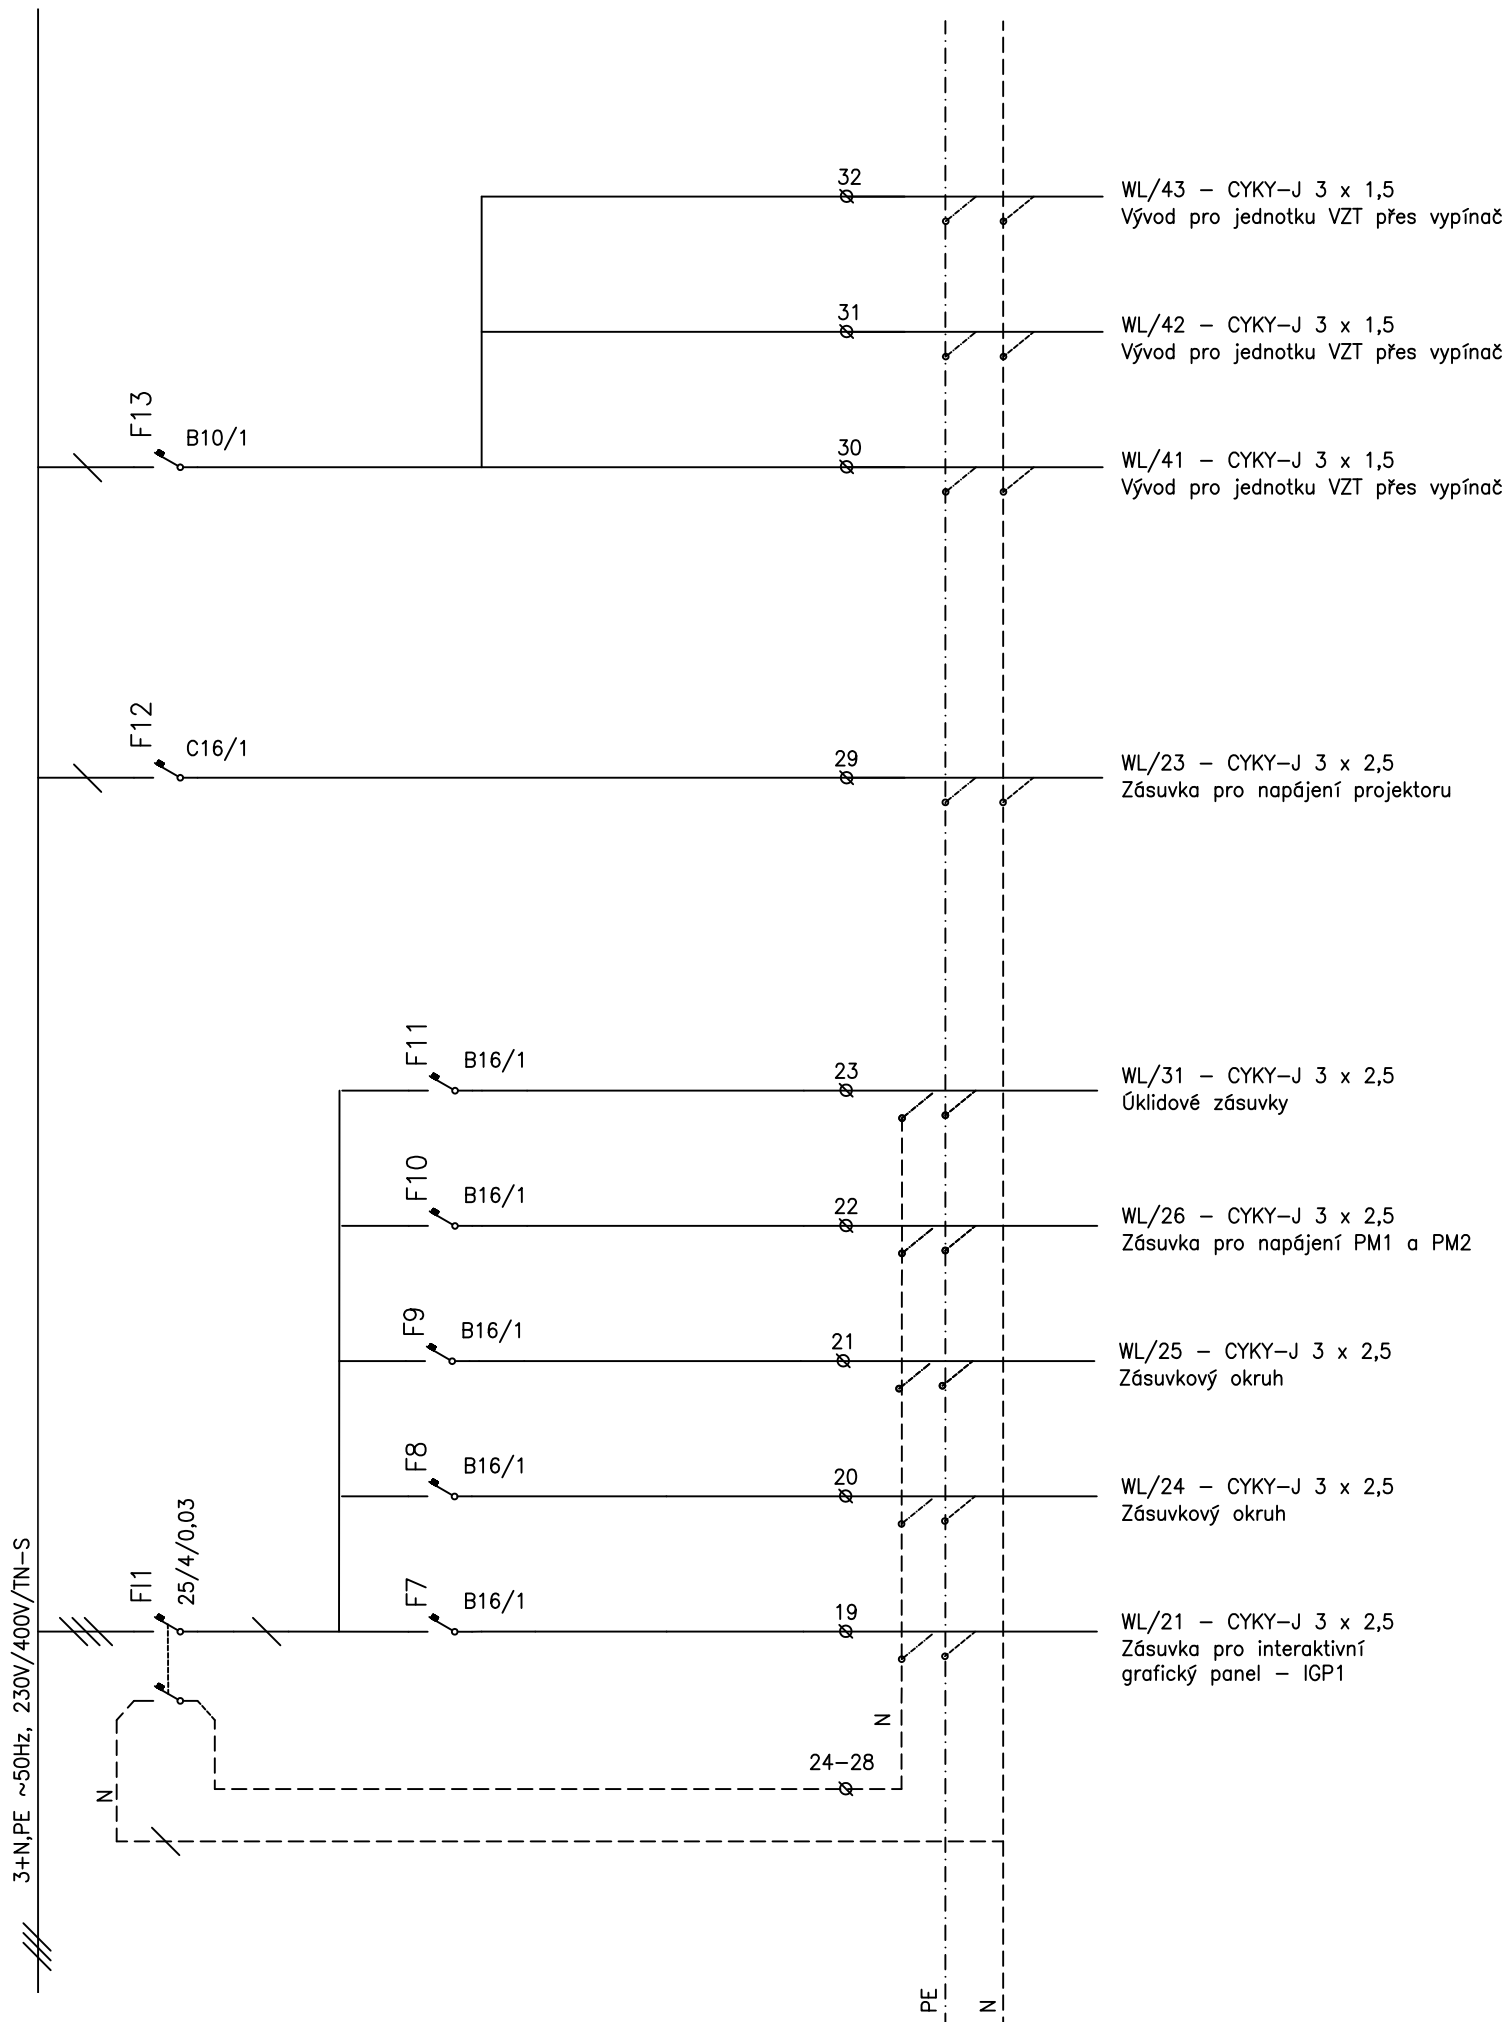 32
WL/43 – CYKY–J 3 x 1,5
Vývod pro jednotku VZT přes vypínač
31
WL/42 – CYKY–J 3 x 1,5
Vývod pro jednotku VZT přes vypínač
F13
B10/1
30
WL/41 – CYKY–J 3 x 1,5
Vývod pro jednotku VZT přes vypínač
F12
C16/1
29
WL/23 – CYKY–J 3 x 2,5
Zásuvka pro napájení projektoru
F11
B16/1
23
WL/31 – CYKY–J 3 x 2,5
Úklidové zásuvky
F10
B16/1
22
WL/26 – CYKY–J 3 x 2,5
Zásuvka pro napájení PM1 a PM2
F9
B16/1
21
WL/25 – CYKY–J 3 x 2,5
Zásuvkový okruh
F8
B16/1
20
WL/24 – CYKY–J 3 x 2,5
Zásuvkový okruh
3+N,PE ~50Hz, 230V/400V/TN–S
FI1
25/4/0,03
F7
B16/1
19
WL/21 – CYKY–J 3 x 2,5
Zásuvka pro interaktivní
grafický panel – IGP1
N
24–28
N
PE
N